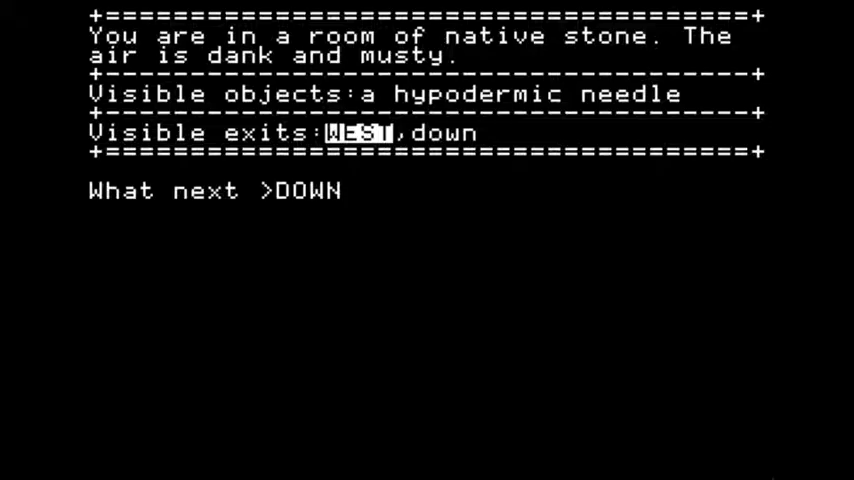 +======================================+
You are in a room of native stone. The
air is dank and musty.
+--------------------------------------+
Visible objects:a hypodermic needle
+--------------------------------------+
Visible exits:WEST,down
+======================================+
What next >DOWN